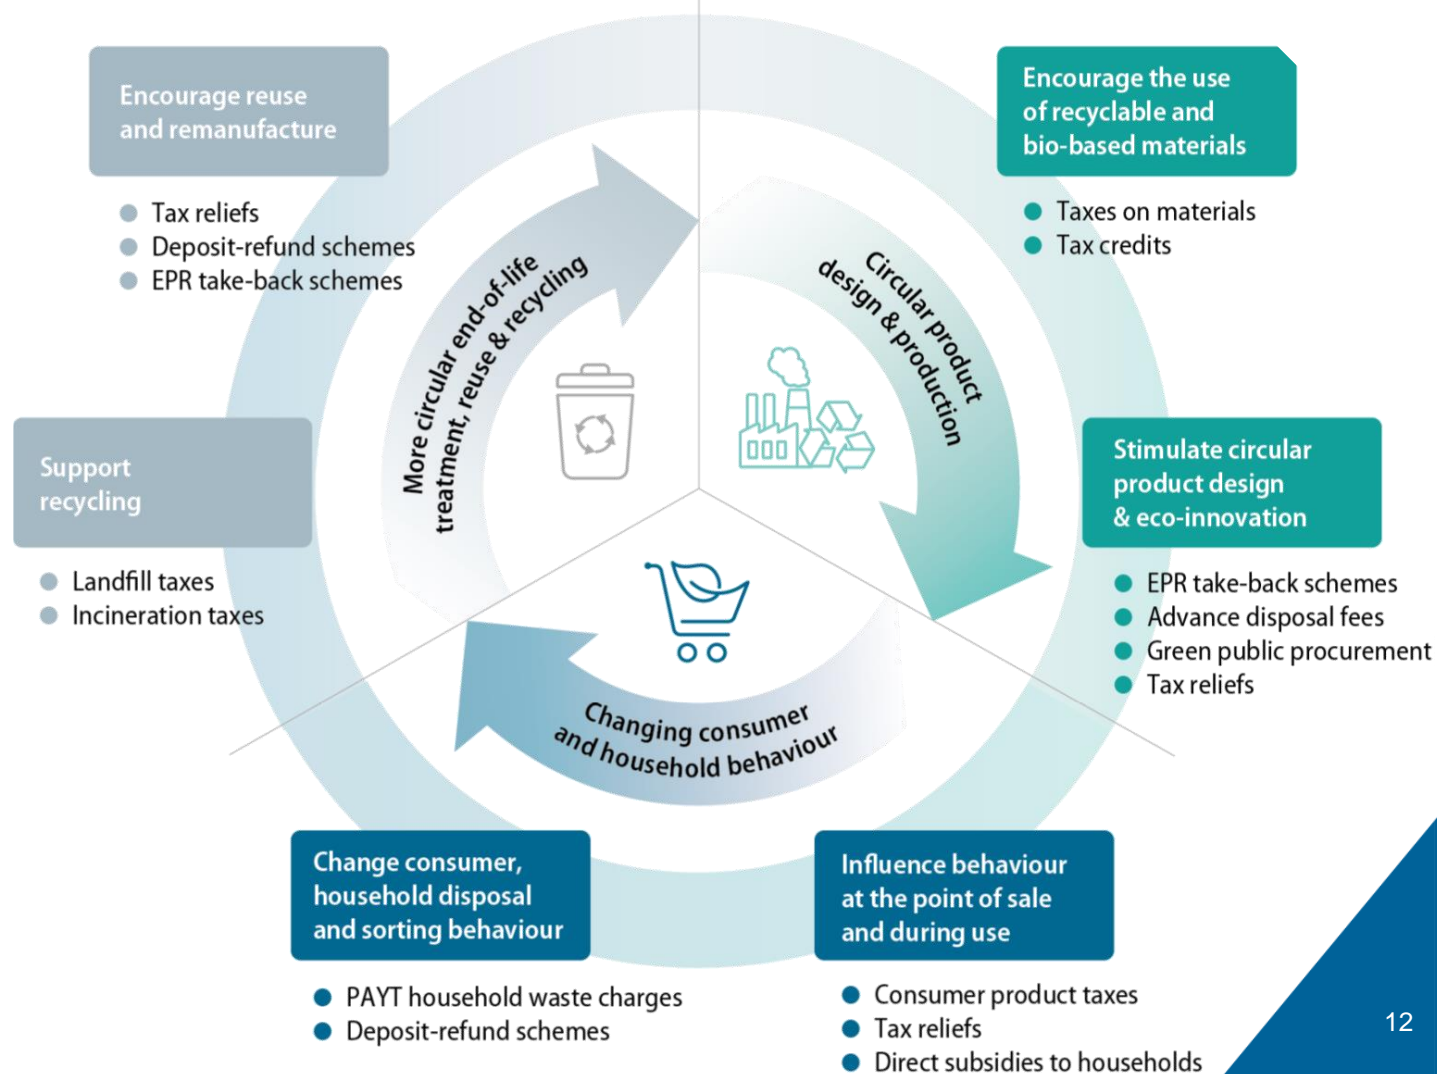 Encourage reuse
and remanufacture
Tax reliefs
Deposit-refund schemes
EPR take-back schemes
Encourage the use
of recyclable and
bio-based materials
Taxes on materials
Tax credits
More circular end-of-life
treatment, reuse & recycling
Circular product
design & production
Support
recycling
Landfill taxes
Incineration taxes
Stimulate circular
product design
& eco-innovation
EPR take-back schemes
Advance disposal fees
Green public procurement
Tax reliefs
Changing consumer
and household behaviour
Change consumer,
household disposal
and sorting behaviour
PAYT household waste charges
Deposit-refund schemes
Influence behaviour
at the point of sale
and during use
Consumer product taxes
Tax reliefs
Direct subsidies to households
12